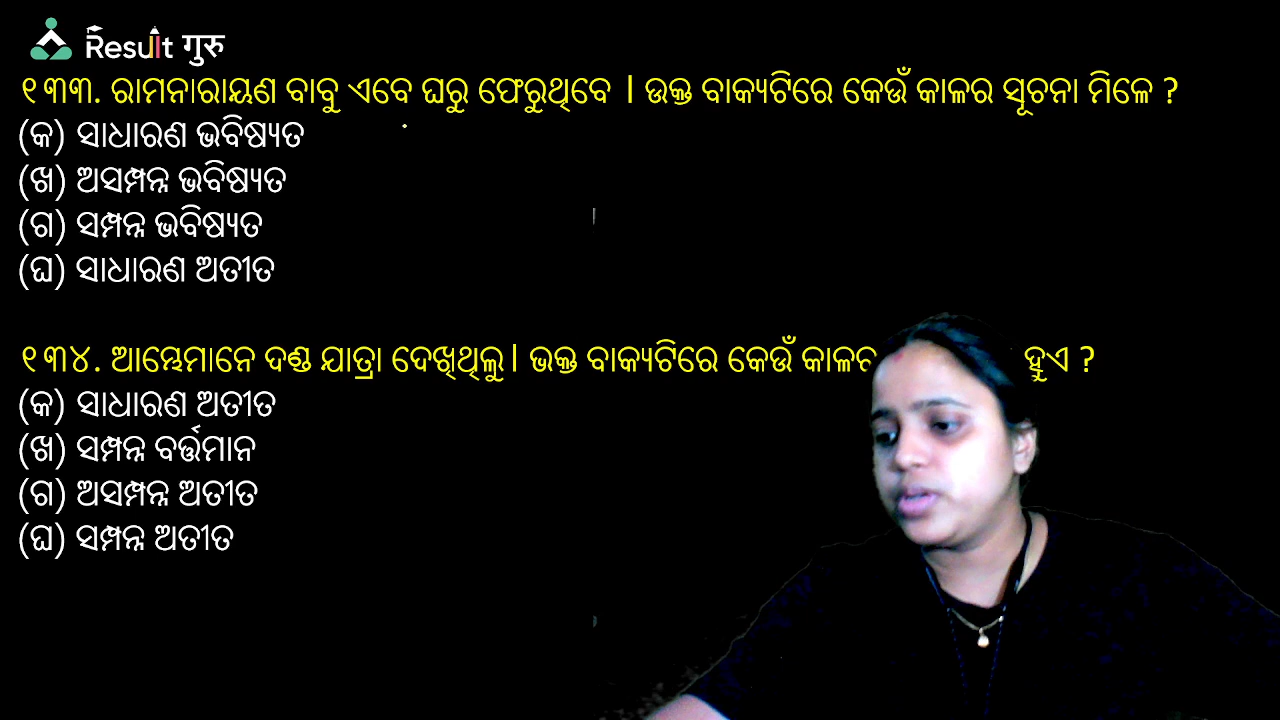 Result गुरु
୧୩୩. ରାମନାରାୟଣ ବାବୁ ଏବେ ଘରୁ ଫେରୁଥିବେ । ଉକ୍ତ ବାକ୍ୟଟିରେ କେଉଁ କାଳର ସୂଚନା ମିଳେ ?
(କ) ସାଧାରଣ ଭବିଷ୍ୟତ
(ଖ) ଅସମ୍ପନ୍ନ ଭବିଷ୍ୟତ
(ଗ) ସମ୍ପନ୍ନ ଭବିଷ୍ୟତ
(ଘ) ସାଧାରଣ ଅତୀତ
୧୩୪. ଆମ୍ଭେମାନେ ଦଣ୍ଡ ଯାତ୍ରା ଦେଖିଥିଲୁ। ଭକ୍ତ ବାକ୍ୟଟିରେ କେଉଁ ହୁଏ ?
(କ) ସାଧାରଣ ଅତୀତ
(ଖ) ସମ୍ପନ୍ନ ବର୍ତ୍ତମାନ
(ଗ) ଅସମ୍ପନ୍ନ ଅତୀତ
(ଘ) ସମ୍ପନ୍ନ ଅତୀତ